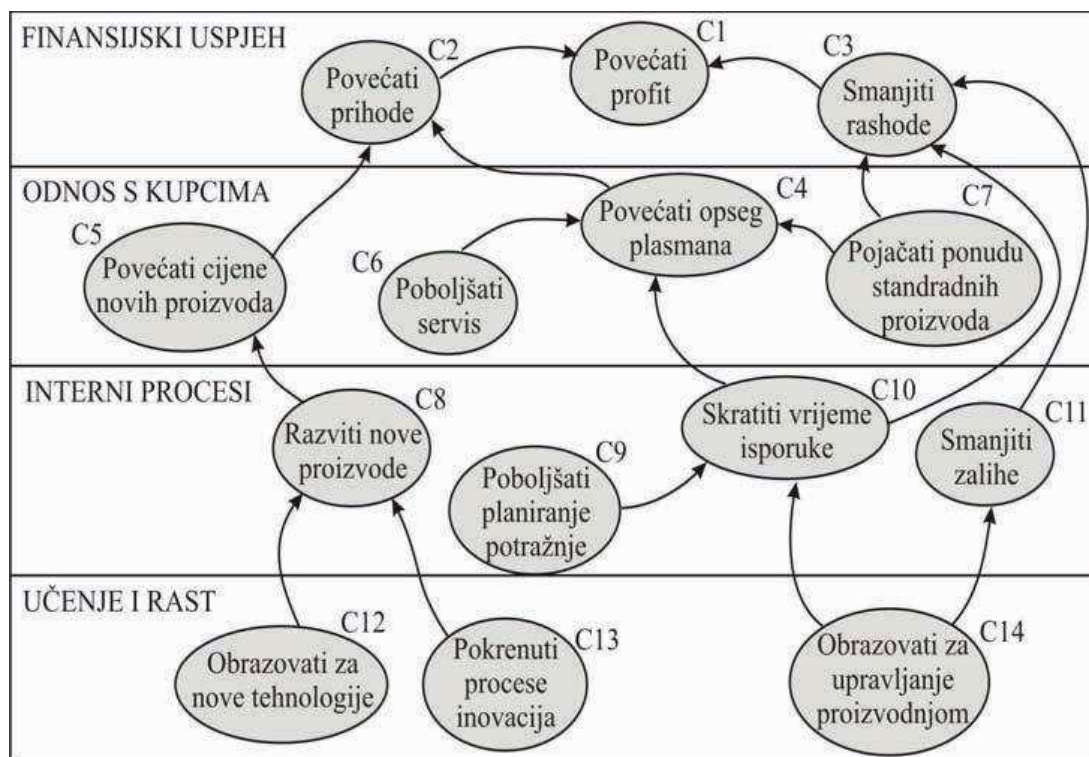 FINANSIJSKI USPJEH
C2
Povećati
prihode
C1
Povećati
profit
C3
Smanjiti
rashode
ODNOS S KUPCIMA
C5
Povećati cijene
novih proizvoda
C6
Poboljšati
servis
C4
Povećati opseg
plasmana
C7
Pojačati ponudu
standradnih
proizvoda
INTERNI PROCESI
C8
Razviti nove
proizvode
C9
Poboljšati
planiranje
potražnje
C10
Skratiti vrijeme
isporuke
C11
Smanjiti
zalihe
UČENJE I RAST
C12
Obrazovati za
nove tehnologije
C13
Pokrenuti
procese
inovacija
C14
Obrazovati za
upravljanje
proizvodnjom